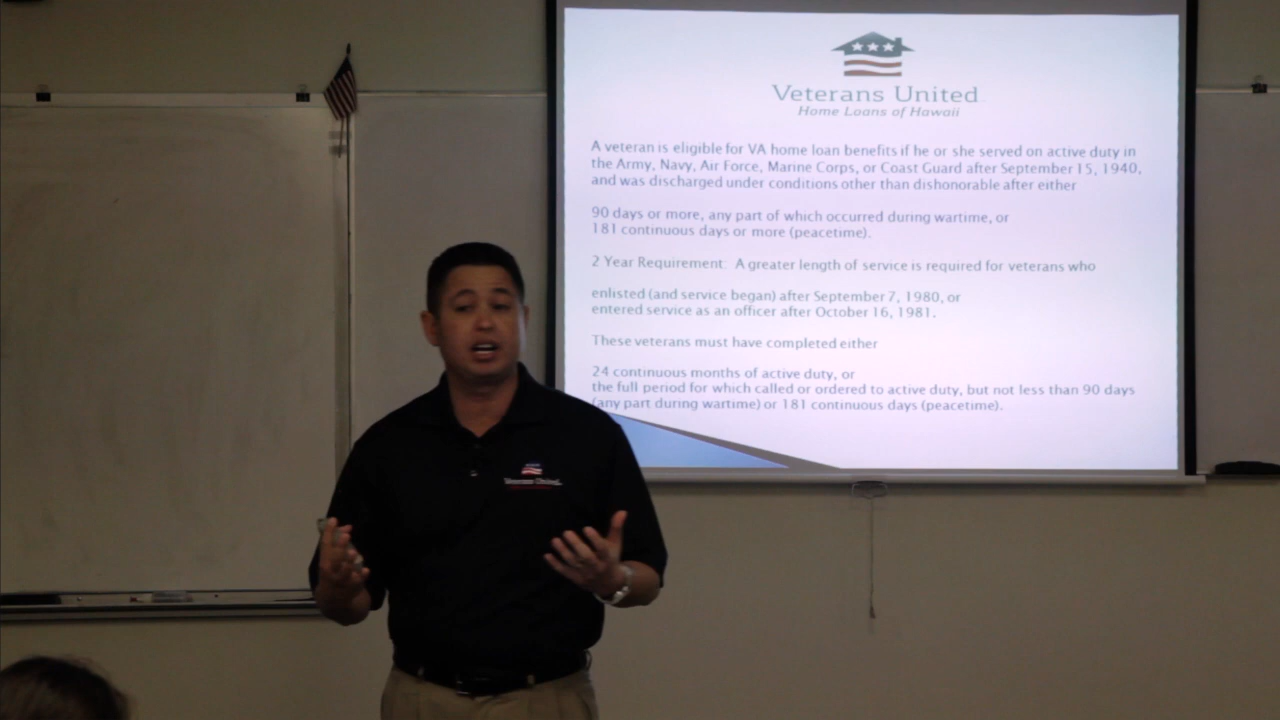 Veterans United
Home Loans of Hawaii
A veteran is eligible for VA home loan benefits if he or she served on active duty in
the Army, Navy, Air Force, Marine Corps, or Coast Guard after September 15, 1940,
and was discharged under conditions other than dishonorable after either
90 days or more, any part of which occurred during wartime, or
181 continuous days or more (peacetime).
2 Year Requirement: A greater length of service is required for veterans who
enlisted (and service began) after September 7, 1980, or
entered service as an officer after October 16, 1981.
These veterans must have completed either
24 continuous months of active duty, or
the full period for which called or ordered to active duty, but not less than 90 days
(any part during wartime) or 181 continuous days (peacetime).
Veterans United